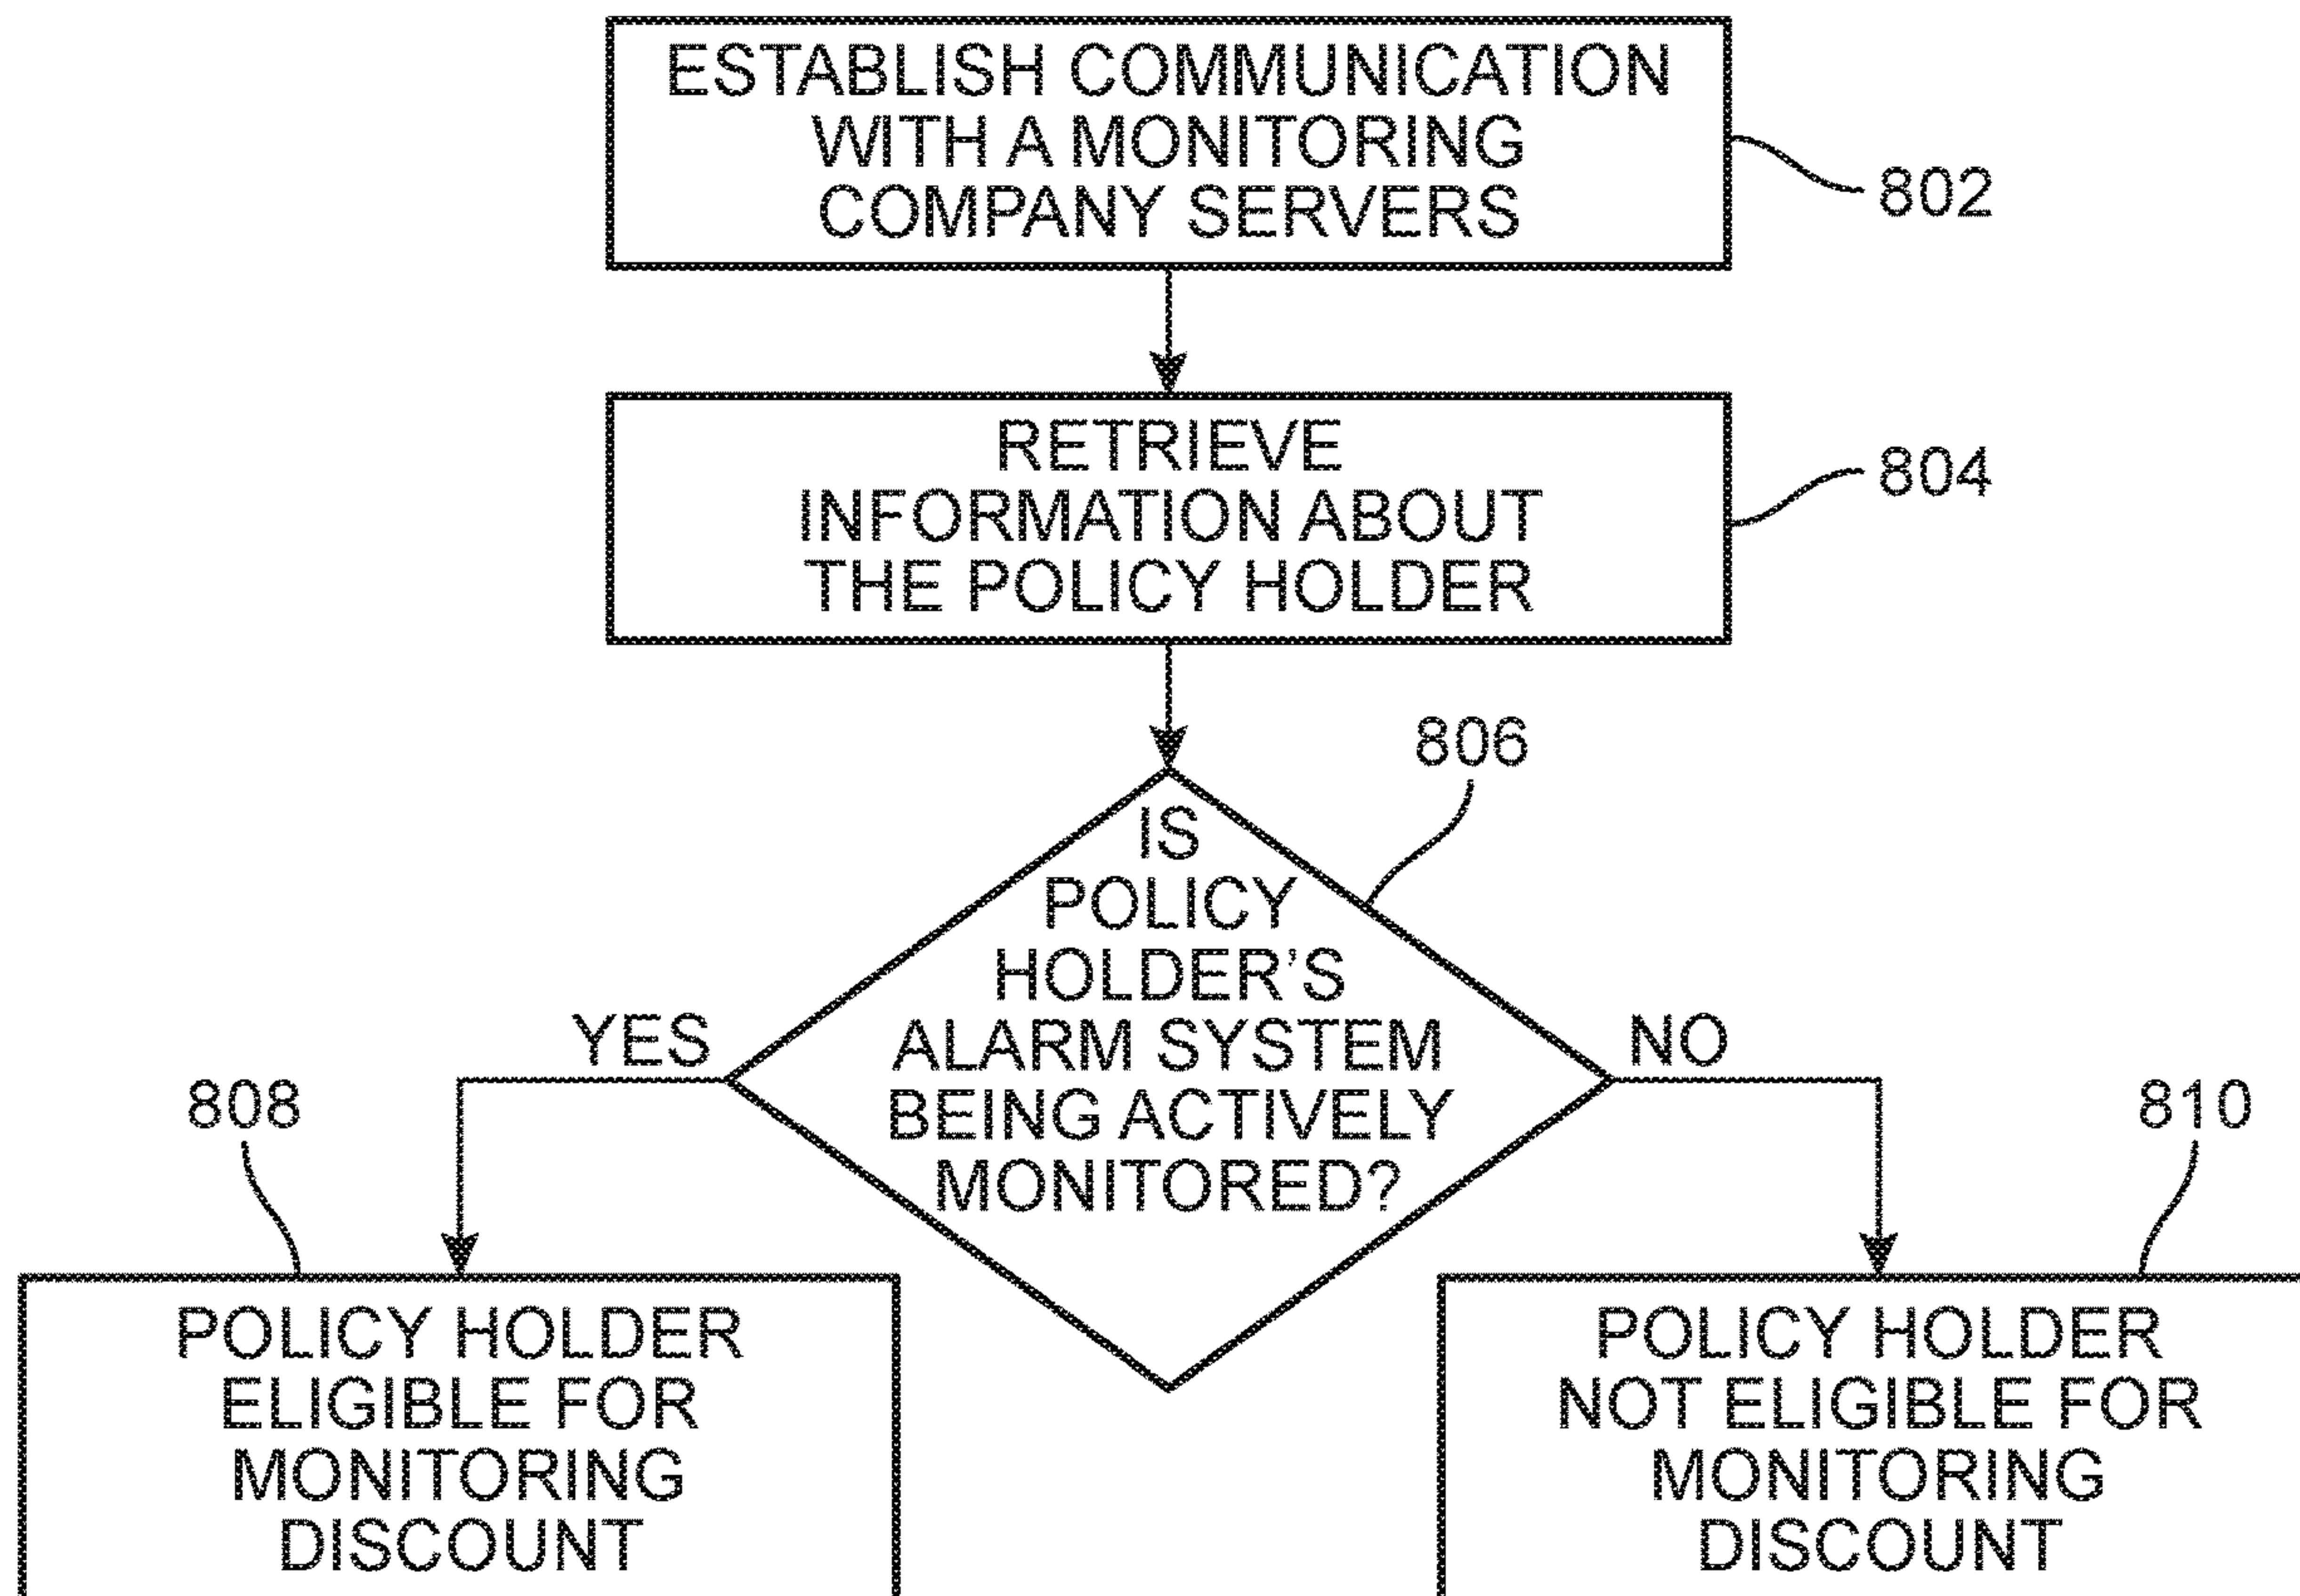 ESTABLISH COMMUNICATION
WITH A MONITORING
COMPANY SERVERS
802
RETRIEVE
INFORMATION ABOUT
THE POLICY HOLDER
804
806
IS
POLICY
HOLDER’S
ALARM SYSTEM
BEING ACTIVELY
MONITORED?
YES
NO
808
810
POLICY HOLDER
ELIGIBLE FOR
MONITORING
DISCOUNT
POLICY HOLDER
NOT ELIGIBLE FOR
MONITORING
DISCOUNT